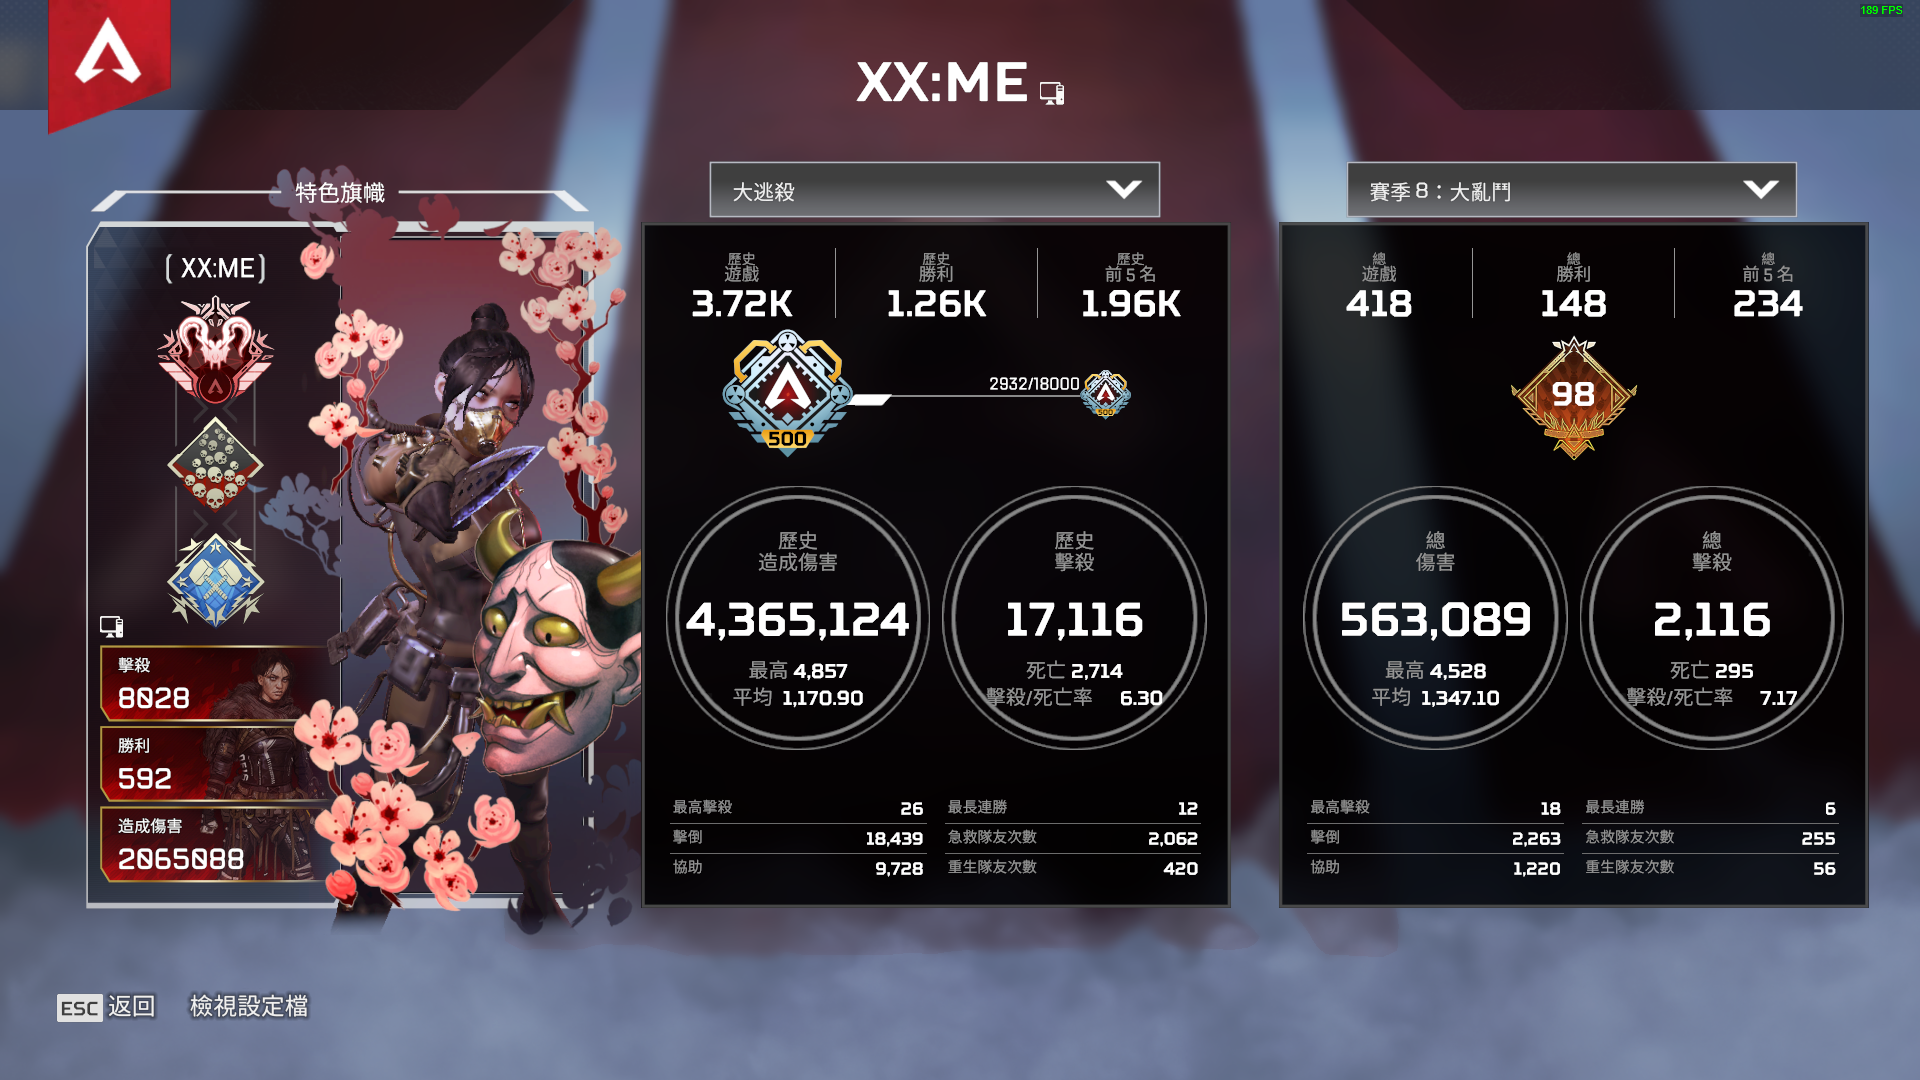 189 FPS
XX:ME
特色旗幟
( XX:ME )
擊殺
8028
勝利
592
造成傷害
2065088
大逃殺
歷史
遊戲
3.72K
歷史
勝利
1.26K
歷史
前 5 名
1.96K
500
2932/18000
500
歷史
造成傷害
4,365,124
最高 4,857
平均 1,170.90
歷史
擊殺
17,116
死亡 2,714
擊殺/死亡率 6.30
最高擊殺 26
擊倒 18,439
協助 9,728
最長連勝 12
急救隊友次數 2,062
重生隊友次數 420
賽季 8：大亂鬥
總
遊戲
418
總
勝利
148
總
前 5 名
234
98
總
傷害
563,089
最高 4,528
平均 1,347.10
總
擊殺
2,116
死亡 295
擊殺/死亡率 7.17
最高擊殺 18
擊倒 2,263
協助 1,220
最長連勝 6
急救隊友次數 255
重生隊友次數 56
ESC 返回 檢視設定檔